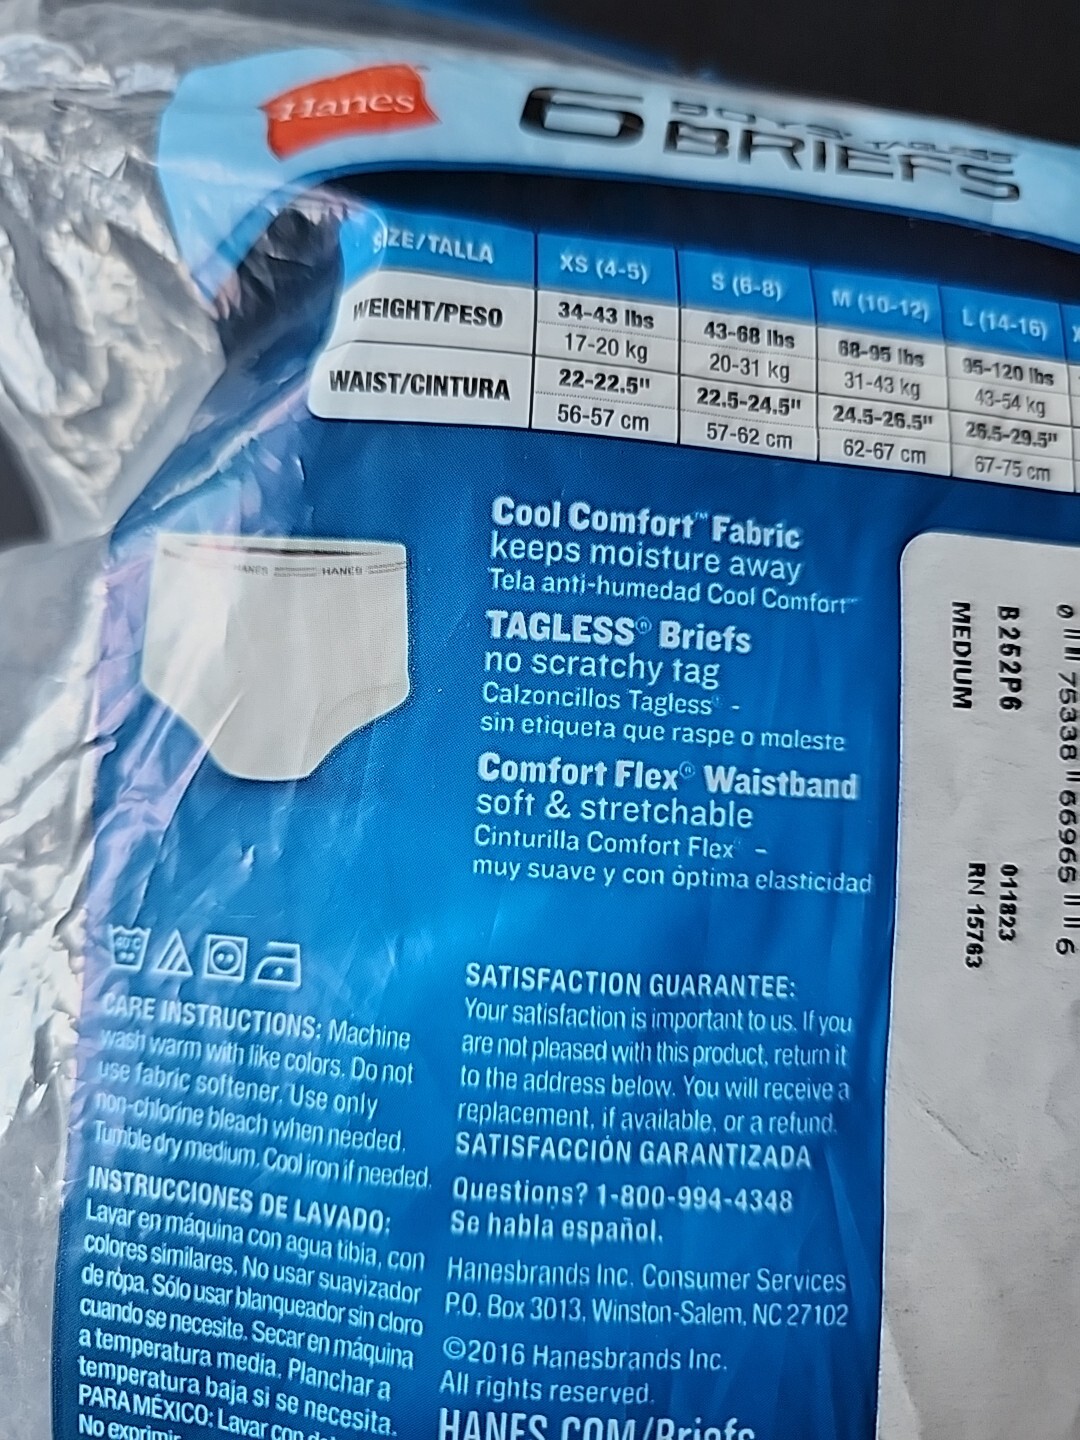 Hanes
6 BOYS' TAGLESS
BRIEFS
SIZE/TALLA XS (4-5) S (6-8) M (10-12) L (14-16)
WEIGHT/PESO 34-43 lbs 43-68 lbs 68-95 lbs 95-120 lbs
17-20 kg 20-31 kg 31-43 kg 43-54 kg
WAIST/CINTURA 22-22.5" 22.5-24.5" 24.5-26.5" 26.5-29.5"
56-57 cm 57-62 cm 62-67 cm 67-75 cm
HANES HANES
Cool Comfort™ Fabric
keeps moisture away
Tela anti-humedad Cool Comfort™
TAGLESS® Briefs
no scratchy tag
Calzoncillos Tagless® -
sin etiqueta que raspe o moleste
Comfort Flex® Waistband
soft & stretchable
Cinturilla Comfort Flex® -
muy suave y con óptima elasticidad
40°C
CARE INSTRUCTIONS: Machine
wash warm with like colors. Do not
use fabric softener. Use only
non-chlorine bleach when needed.
Tumble dry medium. Cool iron if needed.
INSTRUCCIONES DE LAVADO:
Lavar en máquina con agua tibia, con
colores similares. No usar suavizador
de ropa. Sólo usar blanqueador sin cloro
cuando se necesite. Secar en máquina
a temperatura media. Planchar a
temperatura baja si se necesita.
PARA MÉXICO: Lavar con
No exprimir
SATISFACTION GUARANTEE:
Your satisfaction is important to us. If you
are not pleased with this product, return it
to the address below. You will receive a
replacement, if available, or a refund.
SATISFACCIÓN GARANTIZADA
Questions? 1-800-994-4348
Se habla español.
Hanesbrands Inc. Consumer Services
P.O. Box 3013, Winston-Salem, NC 27102
©2016 Hanesbrands Inc.
All rights reserved.
HANES.COM/Briefs
0 75338 66965 6
B252P6 011823
MEDIUM RN 15763